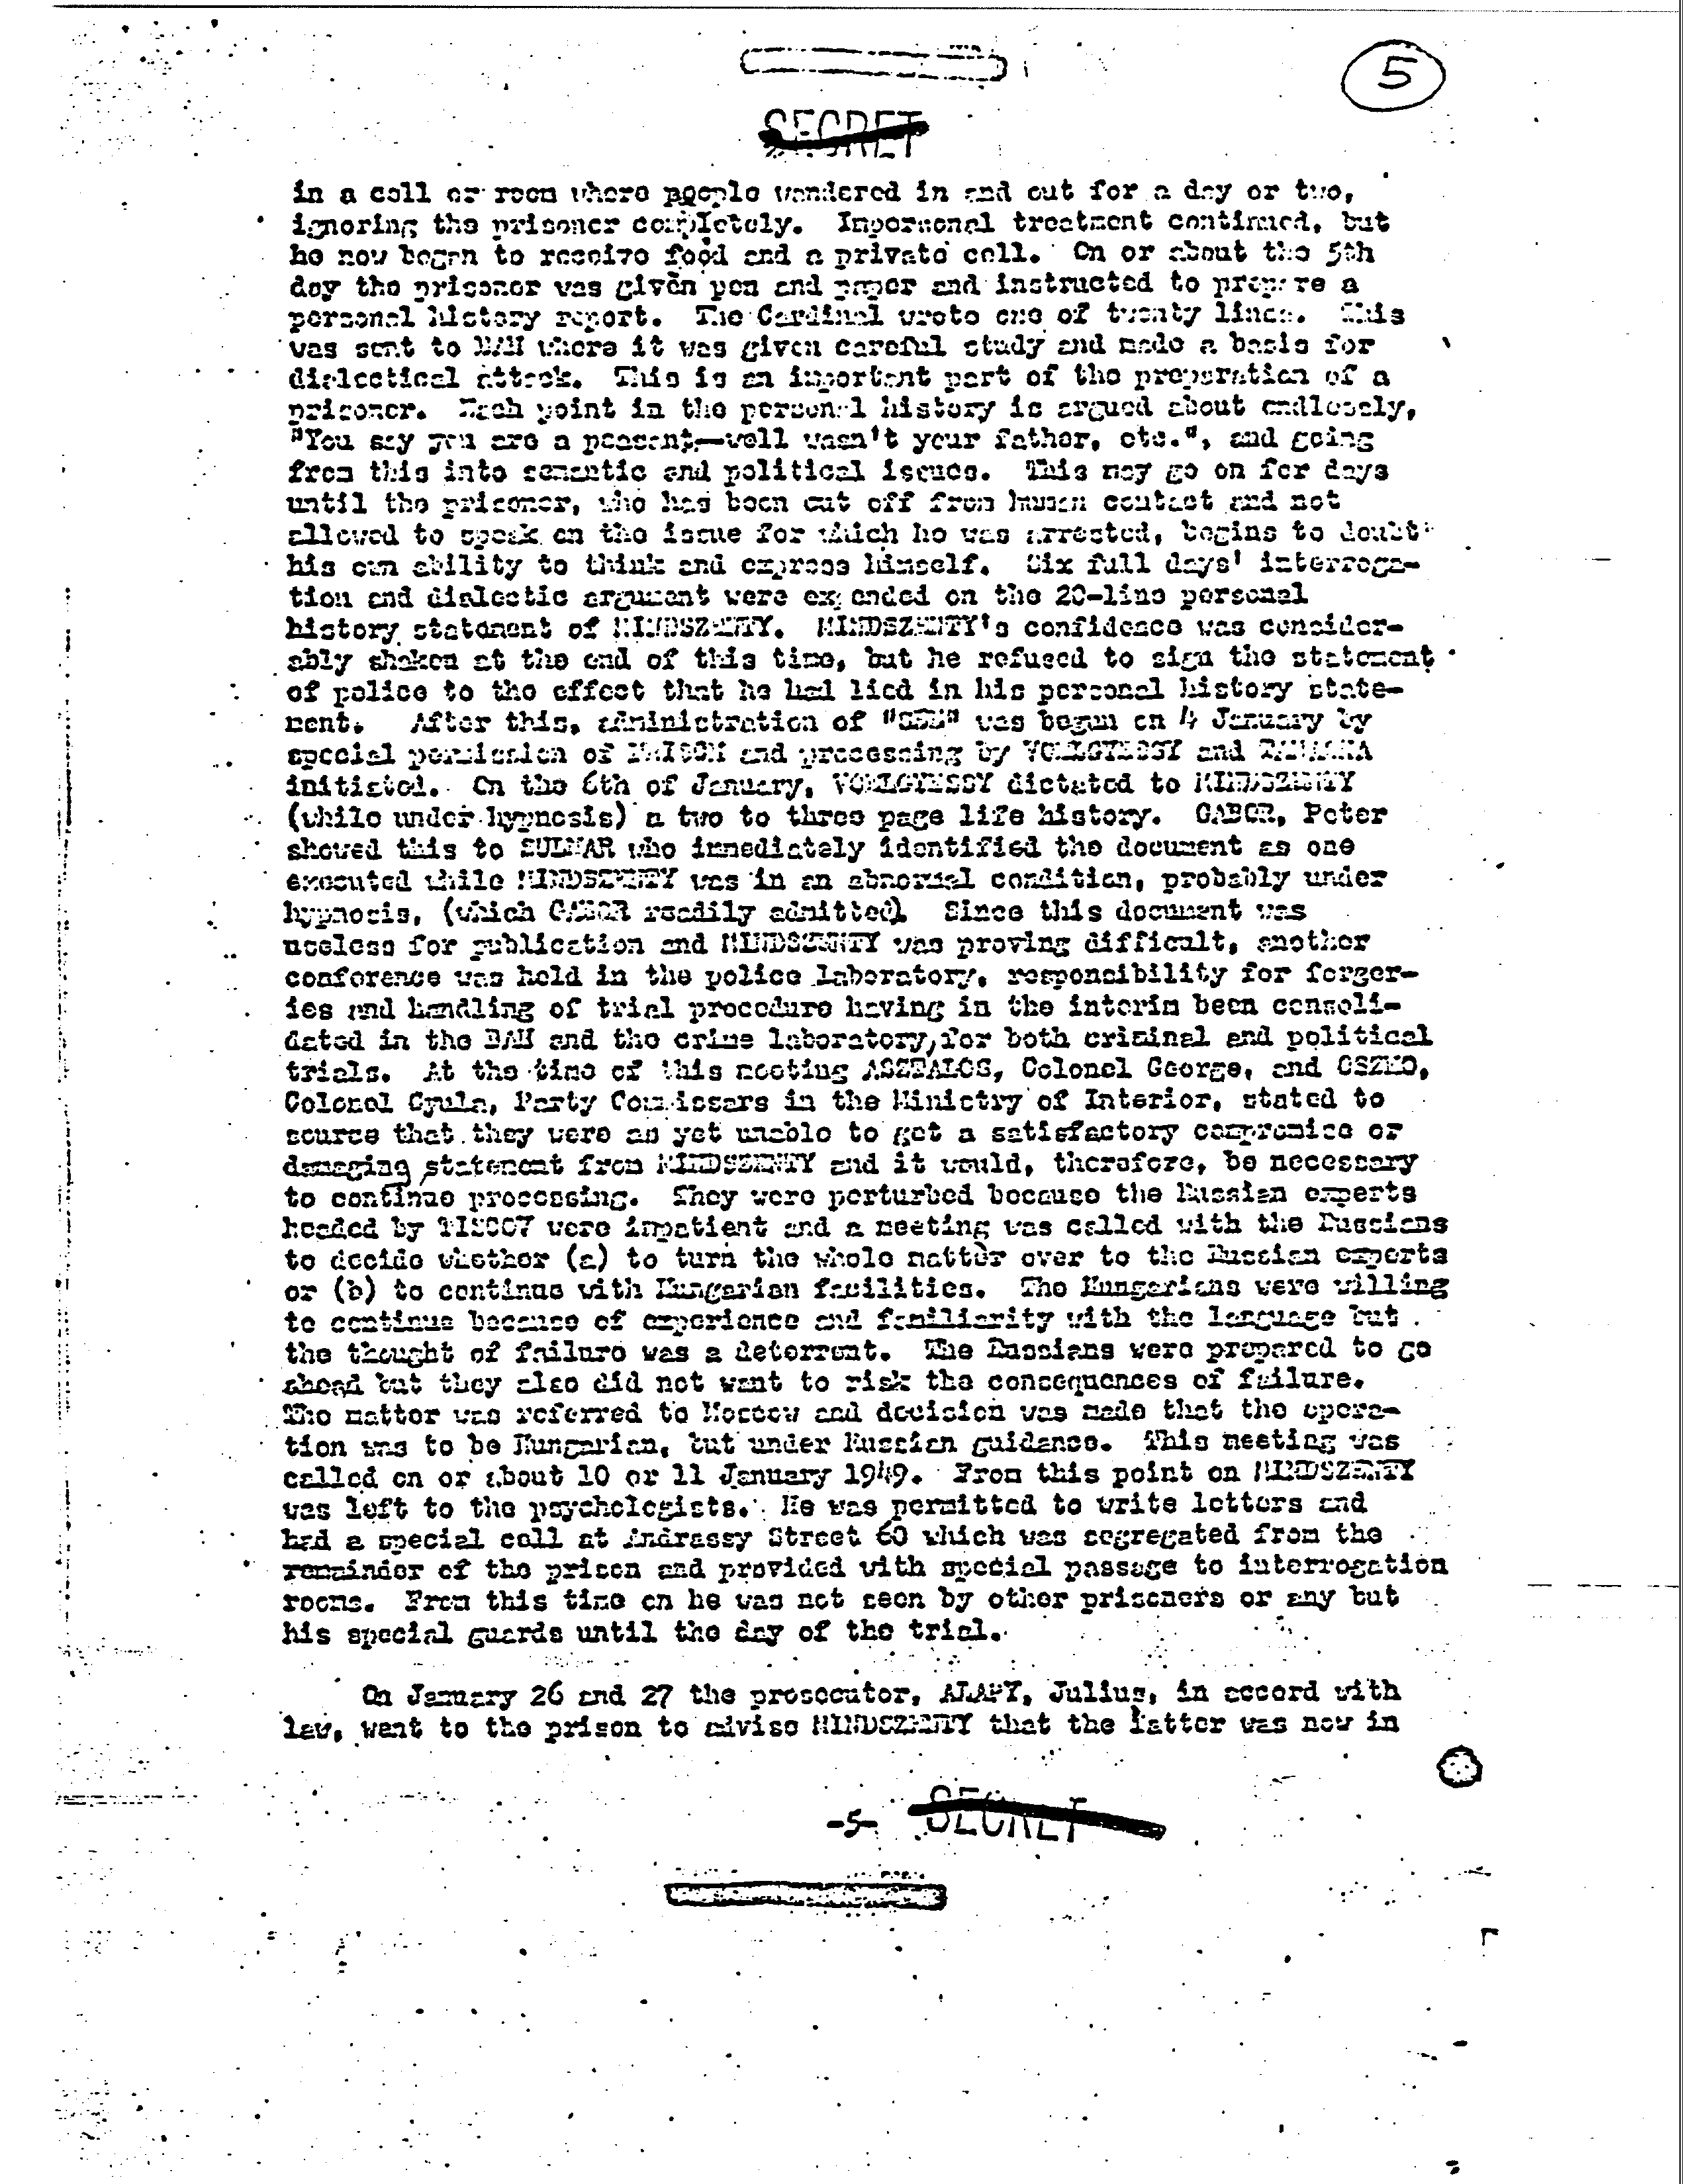 5
SECRET
in a cell or room where people wandered in and out for a day or two,
ignoring the prisoner completely. Impersonal treatment continued, but
he now began to receive food and a private cell. On or about the 5th
day the prisoner was given pen and paper and instructed to prepare a
personal history report. The Cardinal wrote one of twenty lines. This
was sent to where it was given careful study and made a basis for
dialectical attack. This is an important part of the preparation of a
prisoner. Each point in the personal history is argued about endlessly,
"You say you are a peasant,—well wasn't your father, etc.", and going
from this into semantic and political issues. This may go on for days
until the prisoner, who has been cut off from human contact and not
allowed to speak on the issue for which he was arrested, begins to doubt
his own ability to think and express himself. Six full days' interroga-
tion and dialectic argument were expended on the 20-line personal
history statement of MINDSZENTY. MINDSZENTY's confidence was consider-
ably shaken at the end of this time, but he refused to sign the statement
of police to the effect that he had lied in his personal history state-
ment. After this, administration of was begun on 4 January by
special permission of and processing by and
initiated. On the 6th of January, dictated to MINDSZENTY
(while under hypnosis) a two to three page life history. GABOR, Peter
showed this to SULNAR who immediately identified the document as one
executed while MINDSZENTY was in an abnormal condition, probably under
hypnosis, (which GABOR readily admitted). Since this document was
useless for publication and MINDSZENTY was proving difficult, another
conference was held in the police laboratory, responsibility for forger-
ies and handling of trial procedure having in the interim been consoli-
dated in the and the crime laboratory, for both criminal and political
trials. At the time of this meeting ASZTALOS, Colonel George, and OSZKO,
Colonel Gyula, Party Commissars in the Ministry of Interior, stated to
source that they were as yet unable to get a satisfactory compromise or
damaging statement from MINDSZENTY and it would, therefore, be necessary
to continue processing. They were perturbed because the Russian experts
headed by were impatient and a meeting was called with the Russians
to decide whether (a) to turn the whole matter over to the Russian experts
or (b) to continue with Hungarian facilities. The Hungarians were willing
to continue because of experience and familiarity with the language but
the thought of failure was a deterrent. The Russians were prepared to go
ahead but they also did not want to risk the consequences of failure.
The matter was referred to Moscow and decision was made that the opera-
tion was to be Hungarian, but under Russian guidance. This meeting was
called on or about 10 or 11 January 1949. From this point on MINDSZENTY
was left to the psychologists. He was permitted to write letters and
had a special cell at Andrassy Street 60 which was segregated from the
remainder of the prison and provided with special passage to interrogation
rooms. From this time on he was not seen by other prisoners or any but
his special guards until the day of the trial.
On January 26 and 27 the prosecutor, ALAPY, Julius, in accord with
law, went to the prison to advise MINDSZENTY that the latter was now in
-5- SECRET